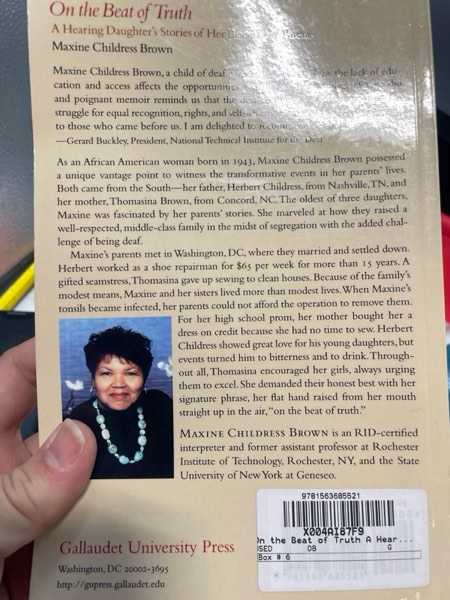 On the Beat of Truth
A Hearing Daughter's Stories of Her
Maxine Childress Brown
Maxine Childress Brown, a child of deaf the lack of edu-
cation and access affects the opportuni
and poignant memoir reminds us that the
struggle for equal recognition, rights, and
to those who came before us. I am delighted to
—Gerard Buckley, President, National Technical Institute for the Deaf
As an African American woman born in 1943, Maxine Childress Brown possessed
a unique vantage point to witness the transformative events in her parents' lives.
Both came from the South—her father, Herbert Childress, from Nashville, TN, and
her mother, Thomasina Brown, from Concord, NC. The oldest of three daughters,
Maxine was fascinated by her parents' stories. She marveled at how they raised a
well-respected, middle-class family in the midst of segregation with the added chal-
lenge of being deaf.
Maxine's parents met in Washington, DC, where they married and settled down.
Herbert worked as a shoe repairman for $65 per week for more than 15 years. A
gifted seamstress, Thomasina gave up sewing to clean houses. Because of the family's
modest means, Maxine and her sisters lived more than modest lives. When Maxine's
tonsils became infected, her parents could not afford the operation to remove them.
For her high school prom, her mother bought her a
dress on credit because she had no time to sew. Herbert
Childress showed great love for his young daughters, but
events turned him to bitterness and to drink. Through-
out all, Thomasina encouraged her girls, always urging
them to excel. She demanded their honest best with her
signature phrase, her flat hand raised from her mouth
straight up in the air, "on the beat of truth."
MAXINE CHILDRESS BROWN is an RID-certified
interpreter and former assistant professor at Rochester
Institute of Technology, Rochester, NY, and the State
University of New York at Geneseo.
9781563685521
X004AI87F9
On the Beat of Truth A Hear...
USED DB G
Box # 6
Gallaudet University Press
Washington, DC 20002-3695
http://gupress.gallaudet.edu